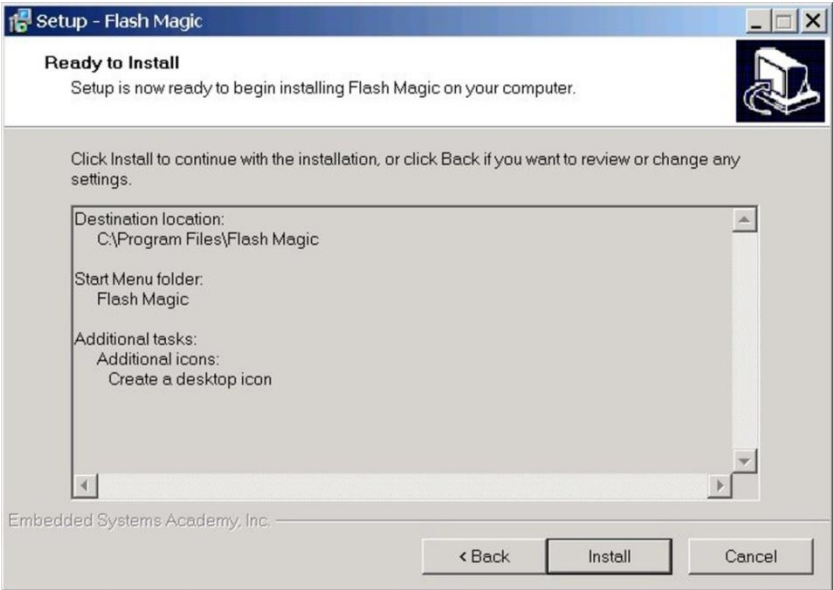 Setup - Flash Magic
Ready to Install
Setup is now ready to begin installing Flash Magic on your computer.
Click Install to continue with the installation, or click Back if you want to review or change any
settings.
Destination location:
C:\Program Files\Flash Magic
Start Menu folder:
Flash Magic
Additional tasks:
Additional icons:
Create a desktop icon
Embedded Systems Academy, Inc.
< Back
Install
Cancel